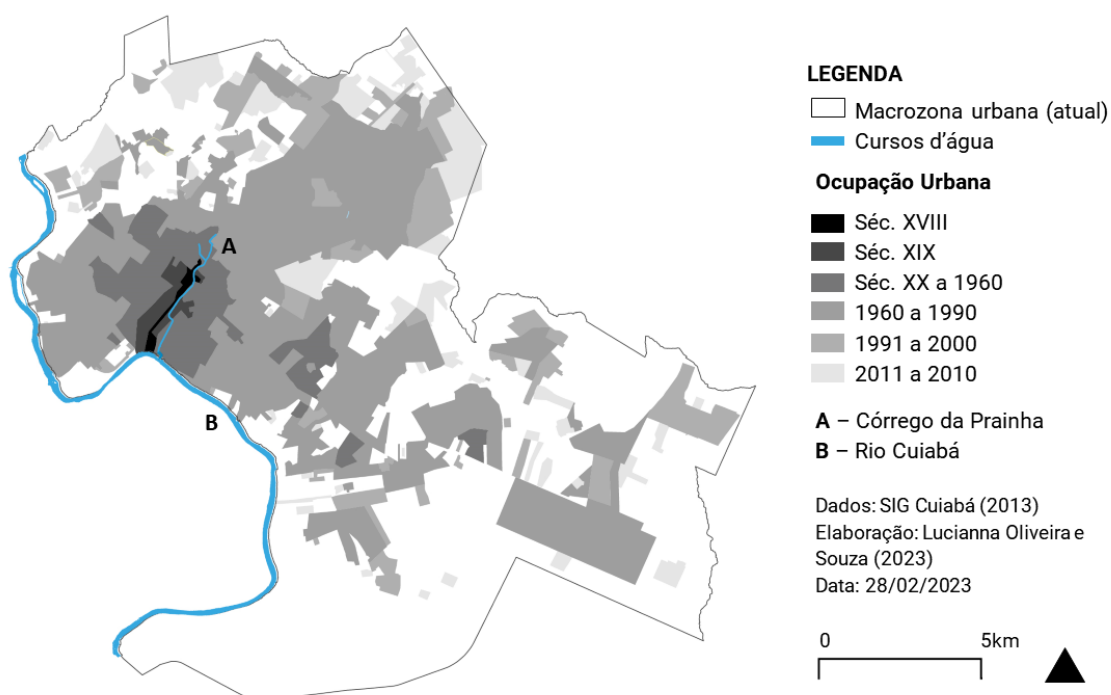 A
B
LEGENDA
Macrozona urbana (atual)
Cursos d'água
Ocupação Urbana
Séc. XVIII
Séc. XIX
Séc. XX a 1960
1960 a 1990
1991 a 2000
2011 a 2010
A – Córrego da Prainha
B – Rio Cuiabá
Dados: SIG Cuiabá (2013)
Elaboração: Lucianna Oliveira e
Souza (2023)
Data: 28/02/2023
0 5km